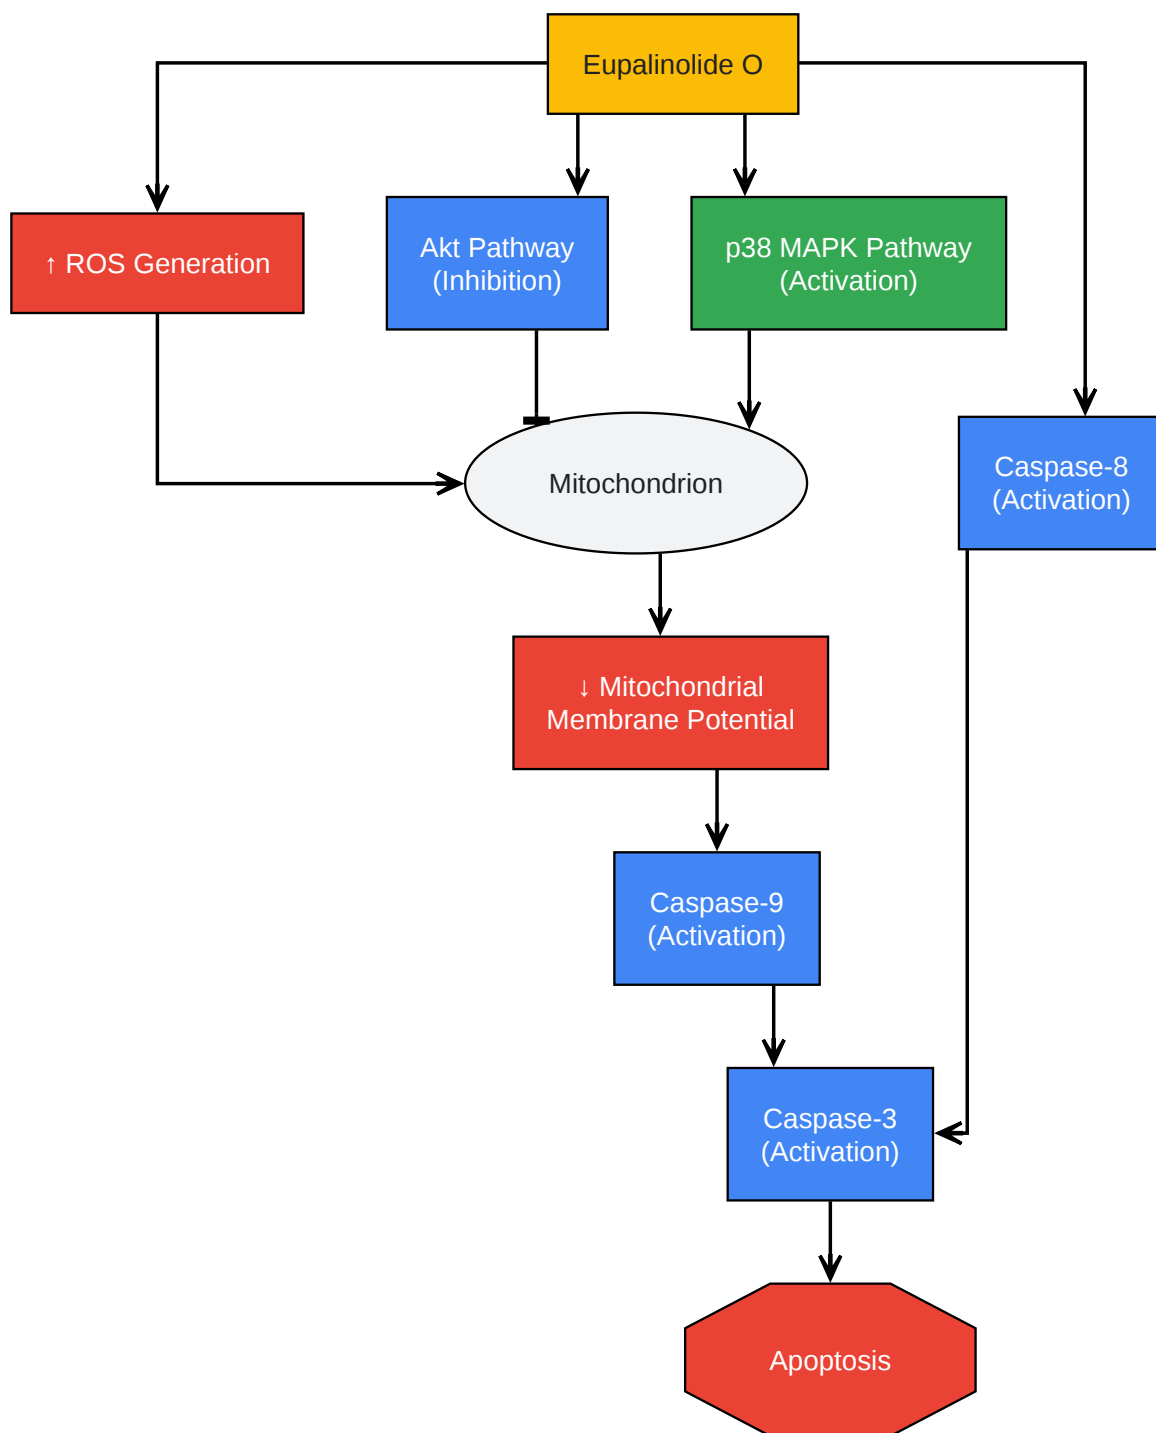 Eupalinolide O
↑ ROS Generation
Akt Pathway
(Inhibition)
p38 MAPK Pathway
(Activation)
Mitochondrion
Caspase-8
(Activation)
↓ Mitochondrial
Membrane Potential
Caspase-9
(Activation)
Caspase-3
(Activation)
Apoptosis